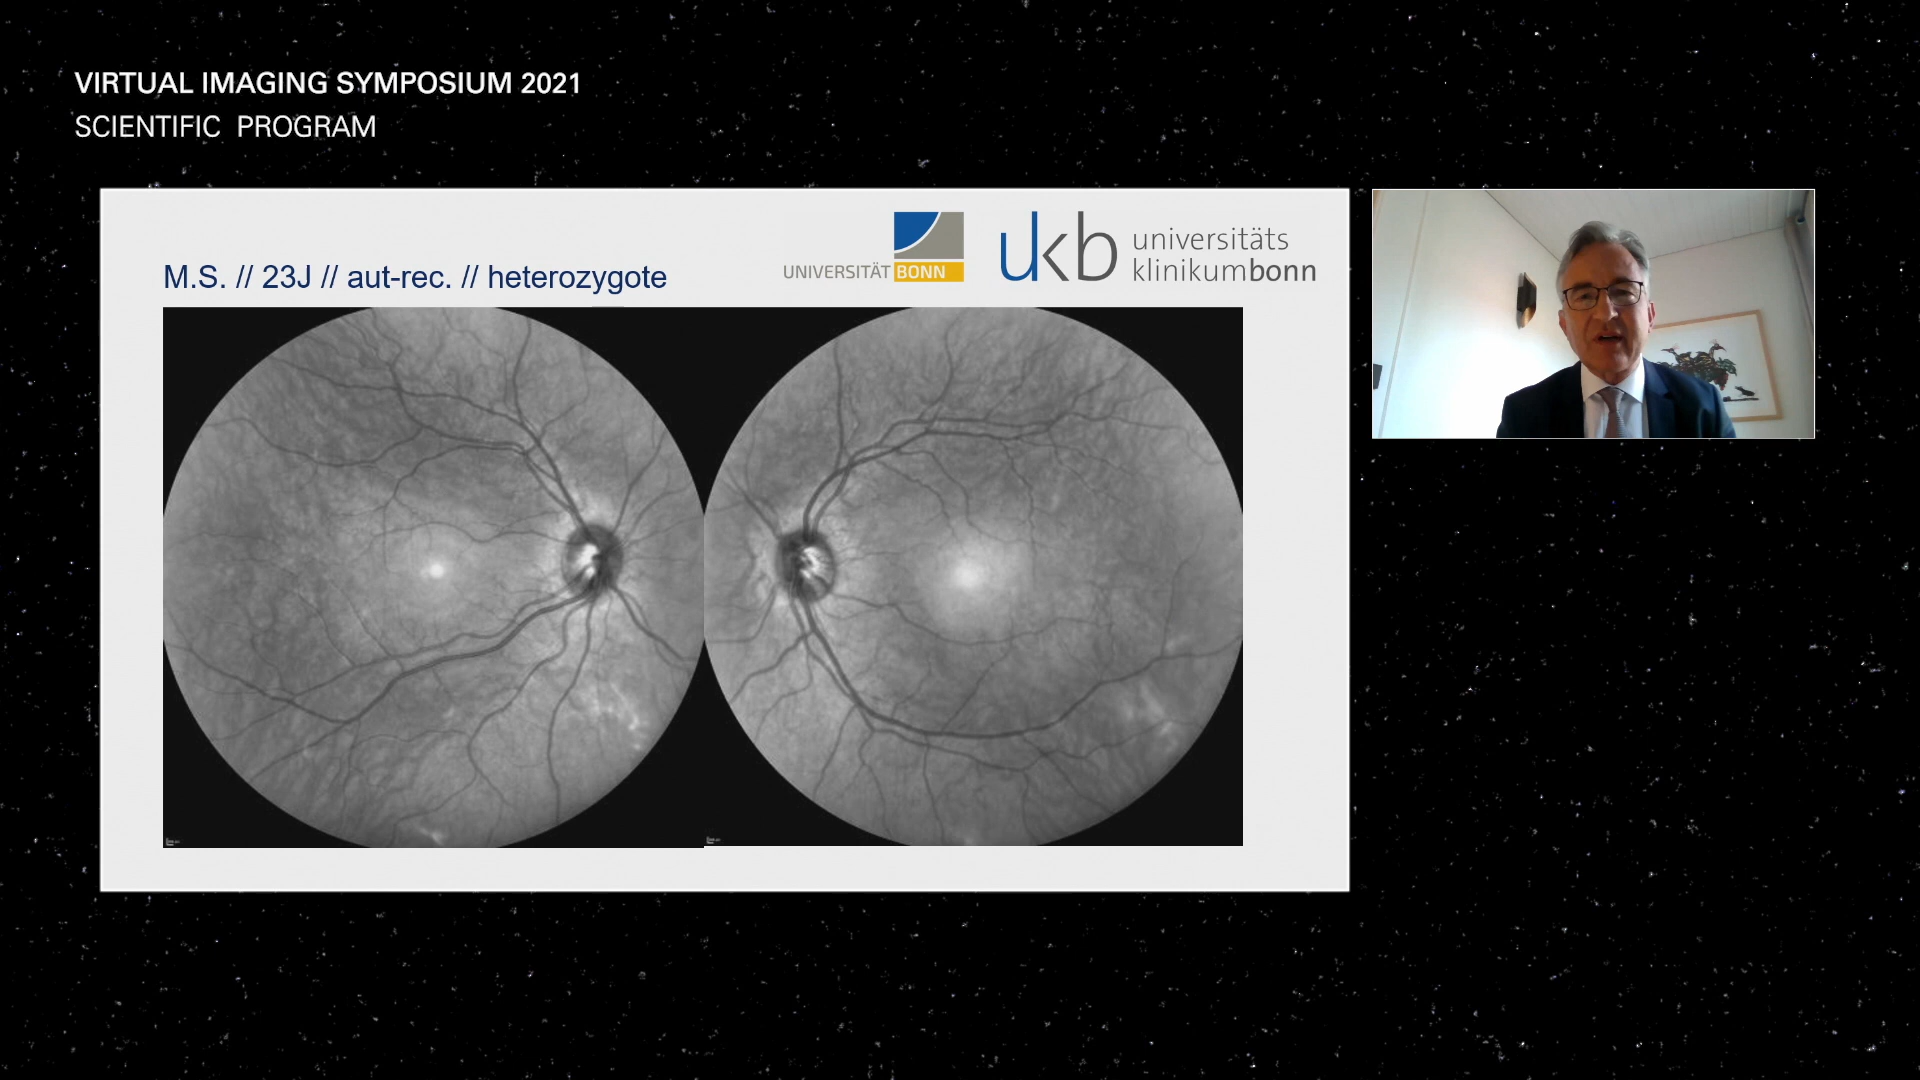 VIRTUAL IMAGING SYMPOSIUM 2021
SCIENTIFIC PROGRAM
M.S. // 23J // aut-rec. // heterozygote
UNIVERSITÄT BONN
ukb universitäts
klinikumbonn